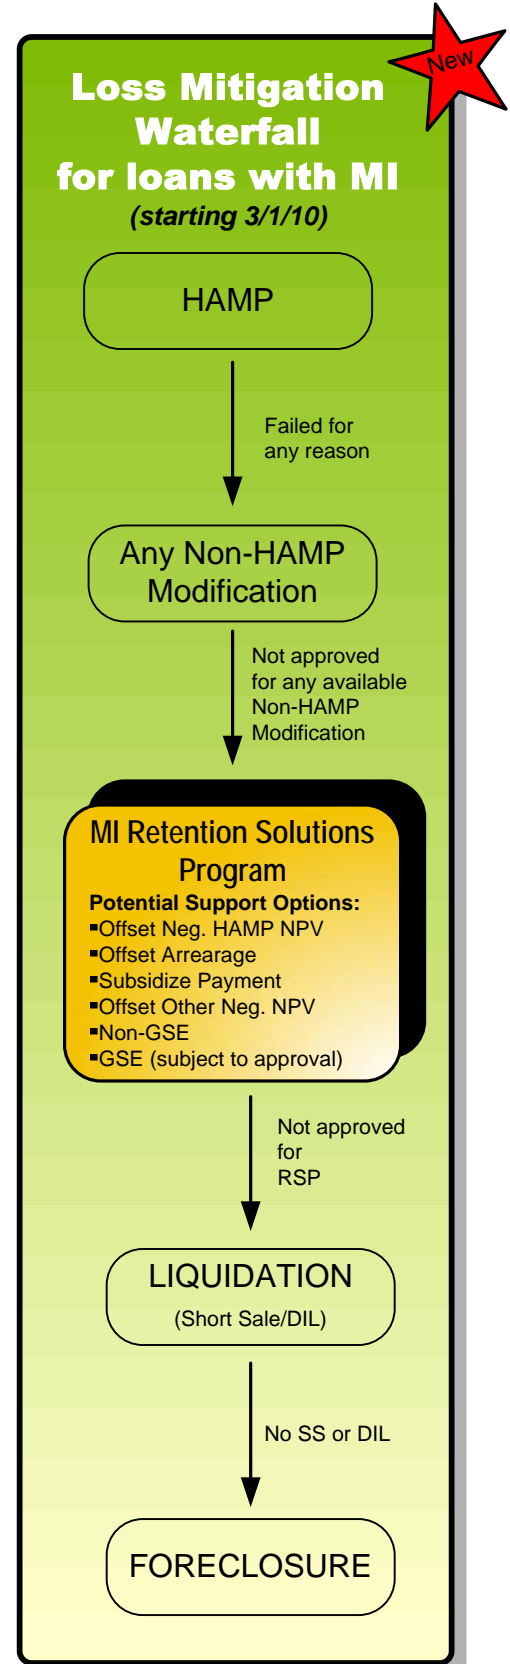 New
Loss Mitigation
Waterfall
for loans with MI
(starting 3/1/10)
HAMP
Failed for
any reason
Any Non-HAMP
Modification
Not approved
for any available
Non-HAMP
Modification
MI Retention Solutions
Program
Potential Support Options:
▪Offset Neg. HAMP NPV
▪Offset Arrearage
▪Subsidize Payment
▪Offset Other Neg. NPV
▪Non-GSE
▪GSE (subject to approval)
Not approved
for
RSP
LIQUIDATION
(Short Sale/DIL)
No SS or DIL
FORECLOSURE